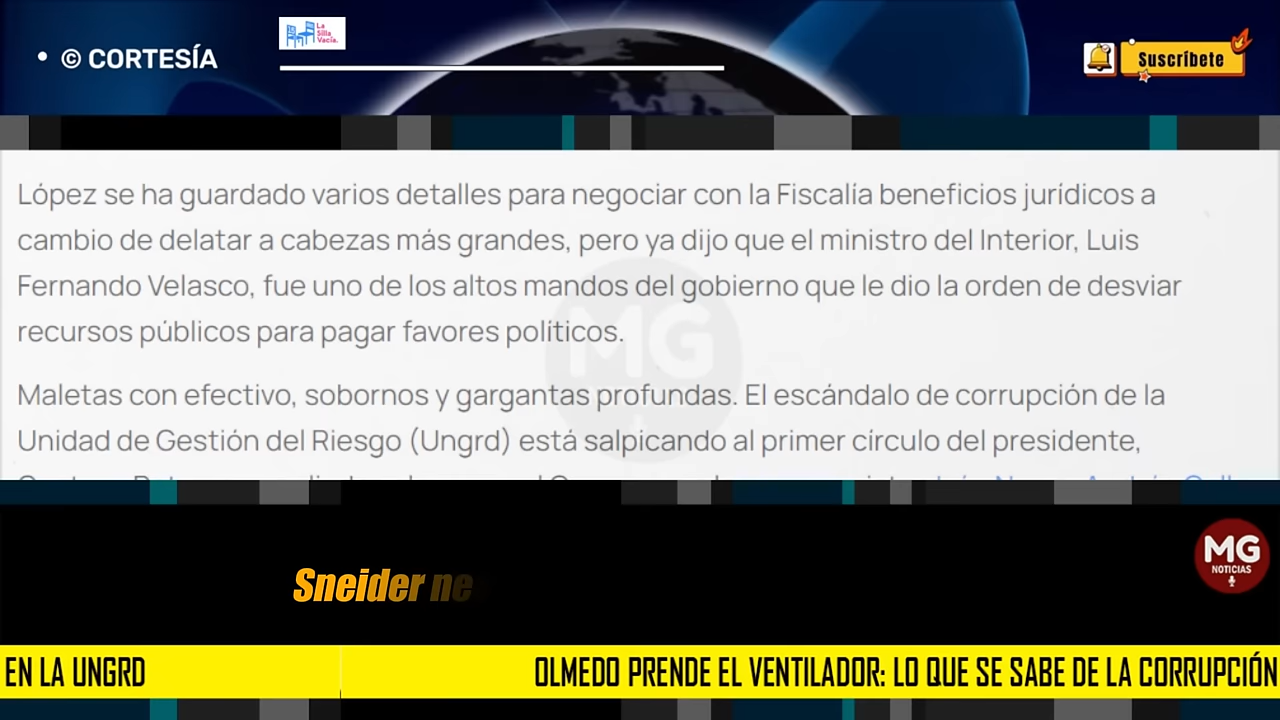 • © CORTESÍA
La
Silla
Vacía.
Suscríbete
López se ha guardado varios detalles para negociar con la Fiscalía beneficios jurídicos a
cambio de delatar a cabezas más grandes, pero ya dijo que el ministro del Interior, Luis
Fernando Velasco, fue uno de los altos mandos del gobierno que le dio la orden de desviar
recursos públicos para pagar favores políticos.
Maletas con efectivo, sobornos y gargantas profundas. El escándalo de corrupción de la
Unidad de Gestión del Riesgo (Ungrd) está salpicando al primer círculo del presidente,
MG
MG
NOTICIAS
Sneider ne
EN LA UNGRD
OLMEDO PRENDE EL VENTILADOR: LO QUE SE SABE DE LA CORRUPCIÓN